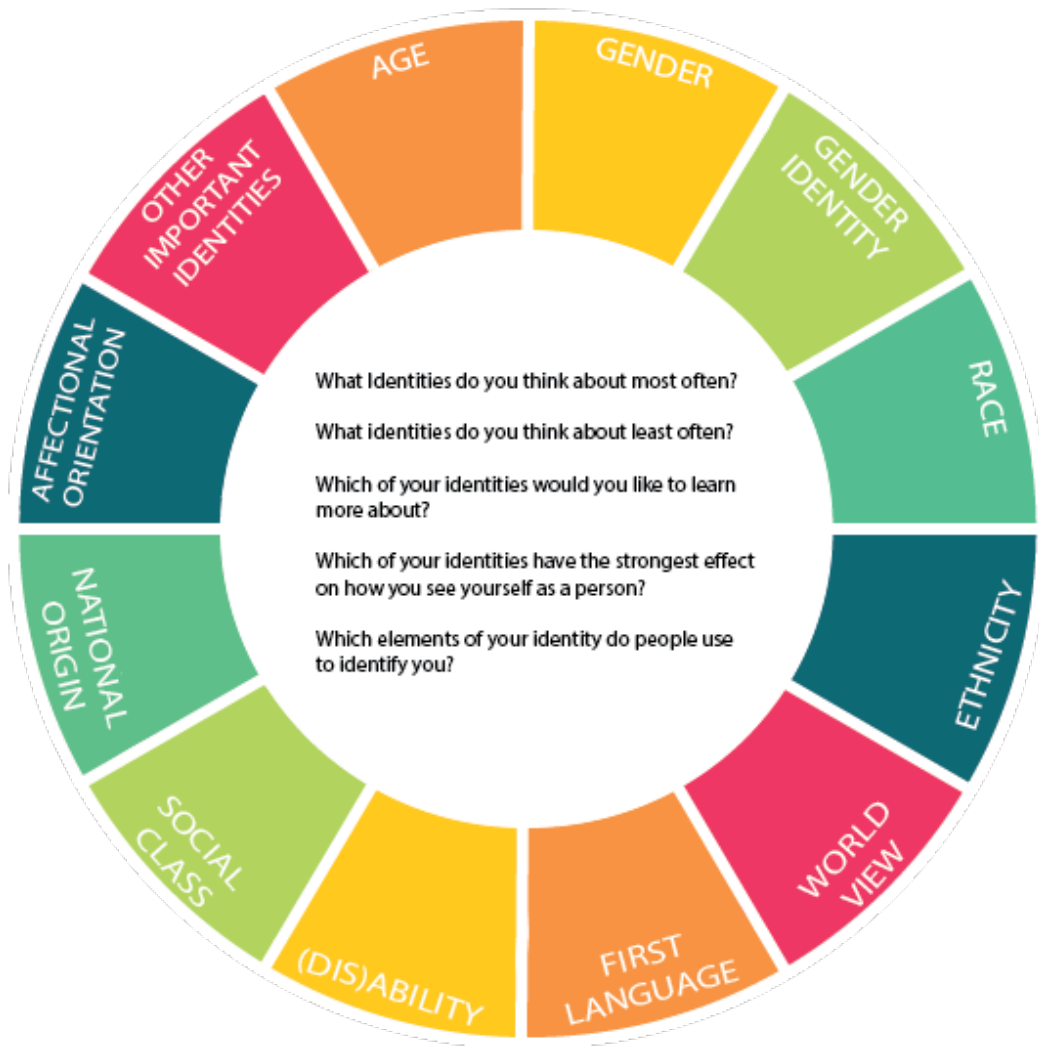 AGE
GENDER
GENDER
IDENTITY
RACE
ETHNICITY
WORLD
VIEW
FIRST
LANGUAGE
(DIS)ABILITY
SOCIAL
CLASS
NATIONAL
ORIGIN
AFFECTIONAL
ORIENTATION
OTHER
IMPORTANT
IDENTITIES
What Identities do you think about most often?
What identities do you think about least often?
Which of your identities would you like to learn
more about?
Which of your identities have the strongest effect
on how you see yourself as a person?
Which elements of your identity do people use
to identify you?